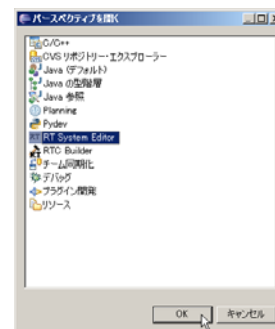 パースペクティブを開く
C/C++
CVS リポジトリー・エクスプローラー
Java (デフォルト)
Java の型階層
Java 参照
Planning
Pydev
RT System Editor
RTC Builder
チーム同期化
デバッグ
プラグイン開発
リソース
OK
キャンセル